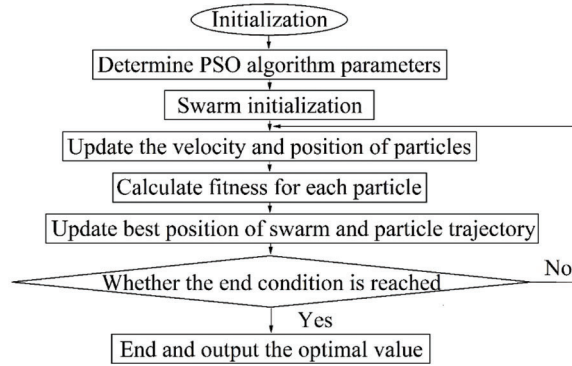 Initialization
Determine PSO algorithm parameters
Swarm initialization
Update the velocity and position of particles
Calculate fitness for each particle
Update best position of swarm and particle trajectory
Whether the end condition is reached
No
Yes
End and output the optimal value